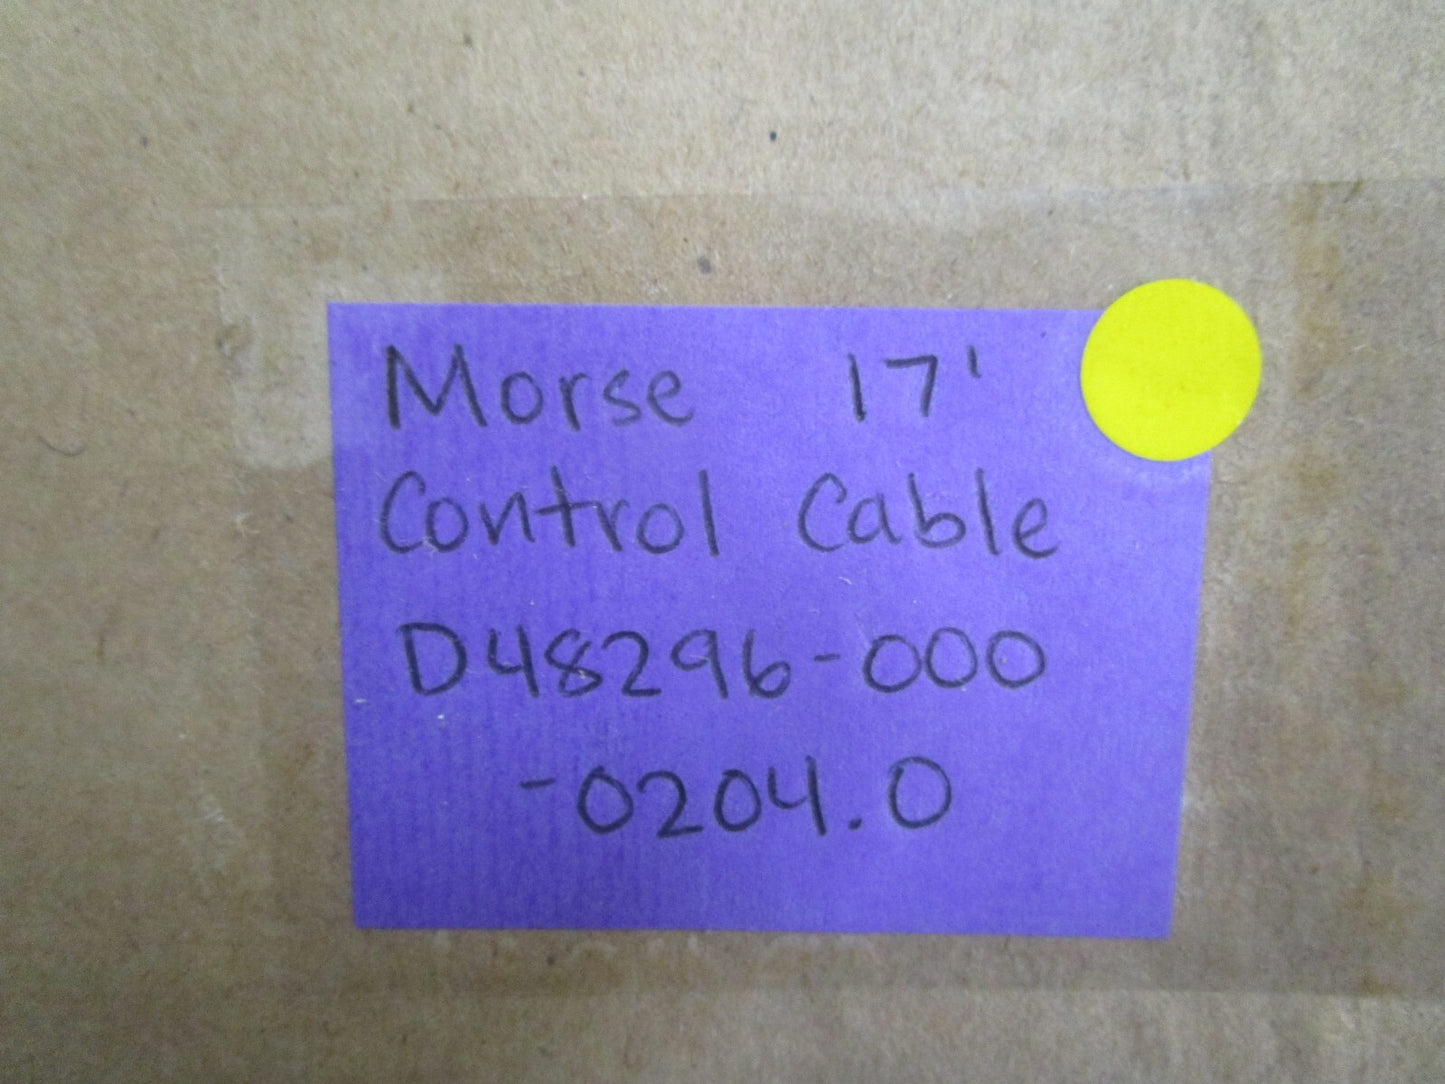 Morse 17'
Control Cable
D48296-000
-0204.0